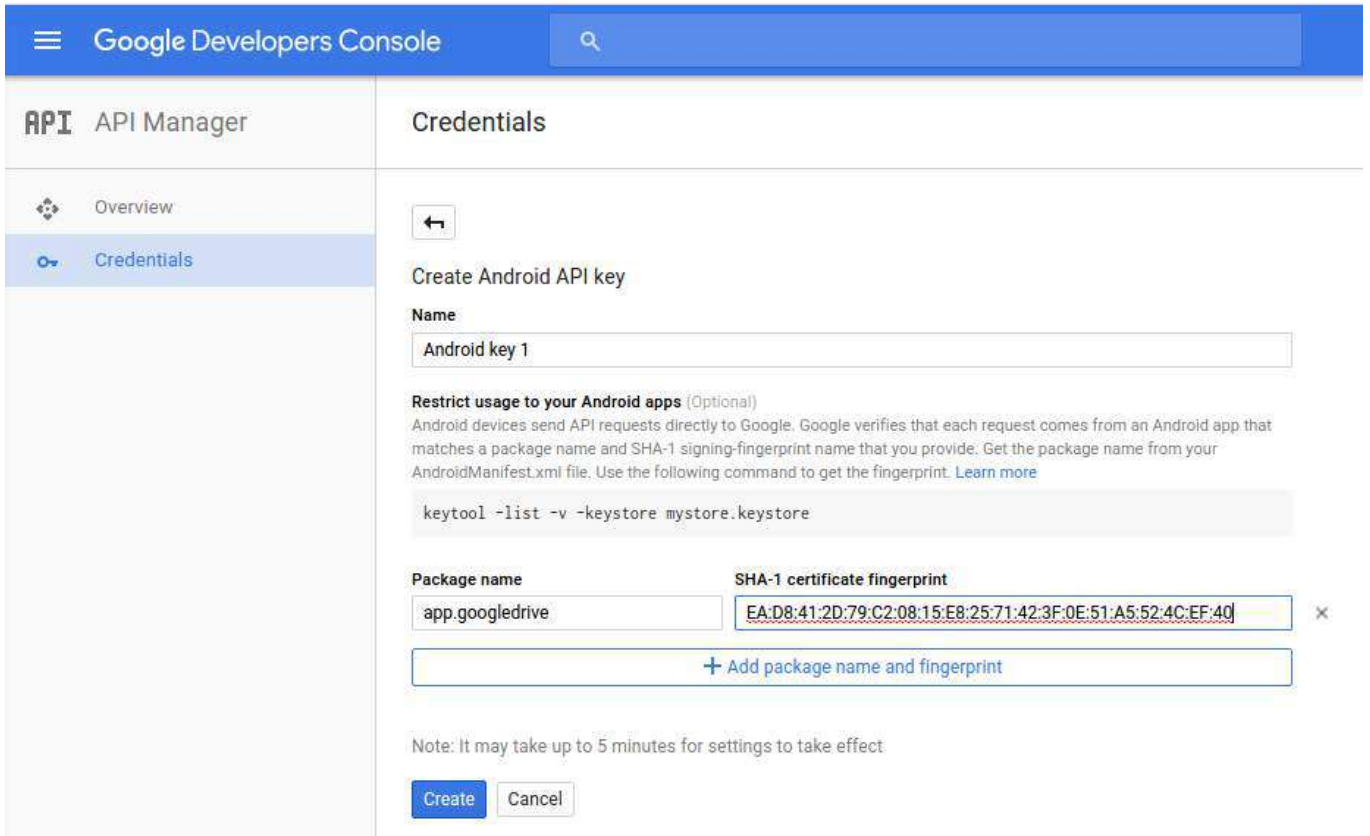 Google Developers Console
API API Manager
Credentials
Overview
Credentials
Create Android API key
Name
Android key 1
Restrict usage to your Android apps (Optional)
Android devices send API requests directly to Google. Google verifies that each request comes from an Android app that
matches a package name and SHA-1 signing-fingerprint name that you provide. Get the package name from your
AndroidManifest.xml file. Use the following command to get the fingerprint. Learn more
keytool -list -v -keystore mystore.keystore
Package name SHA-1 certificate fingerprint
app.googledrive EA:D8:41:2D:79:C2:08:15:E8:25:71:42:3F:0E:51:A5:52:4C:EF:40
+ Add package name and fingerprint
Note: It may take up to 5 minutes for settings to take effect
Create Cancel